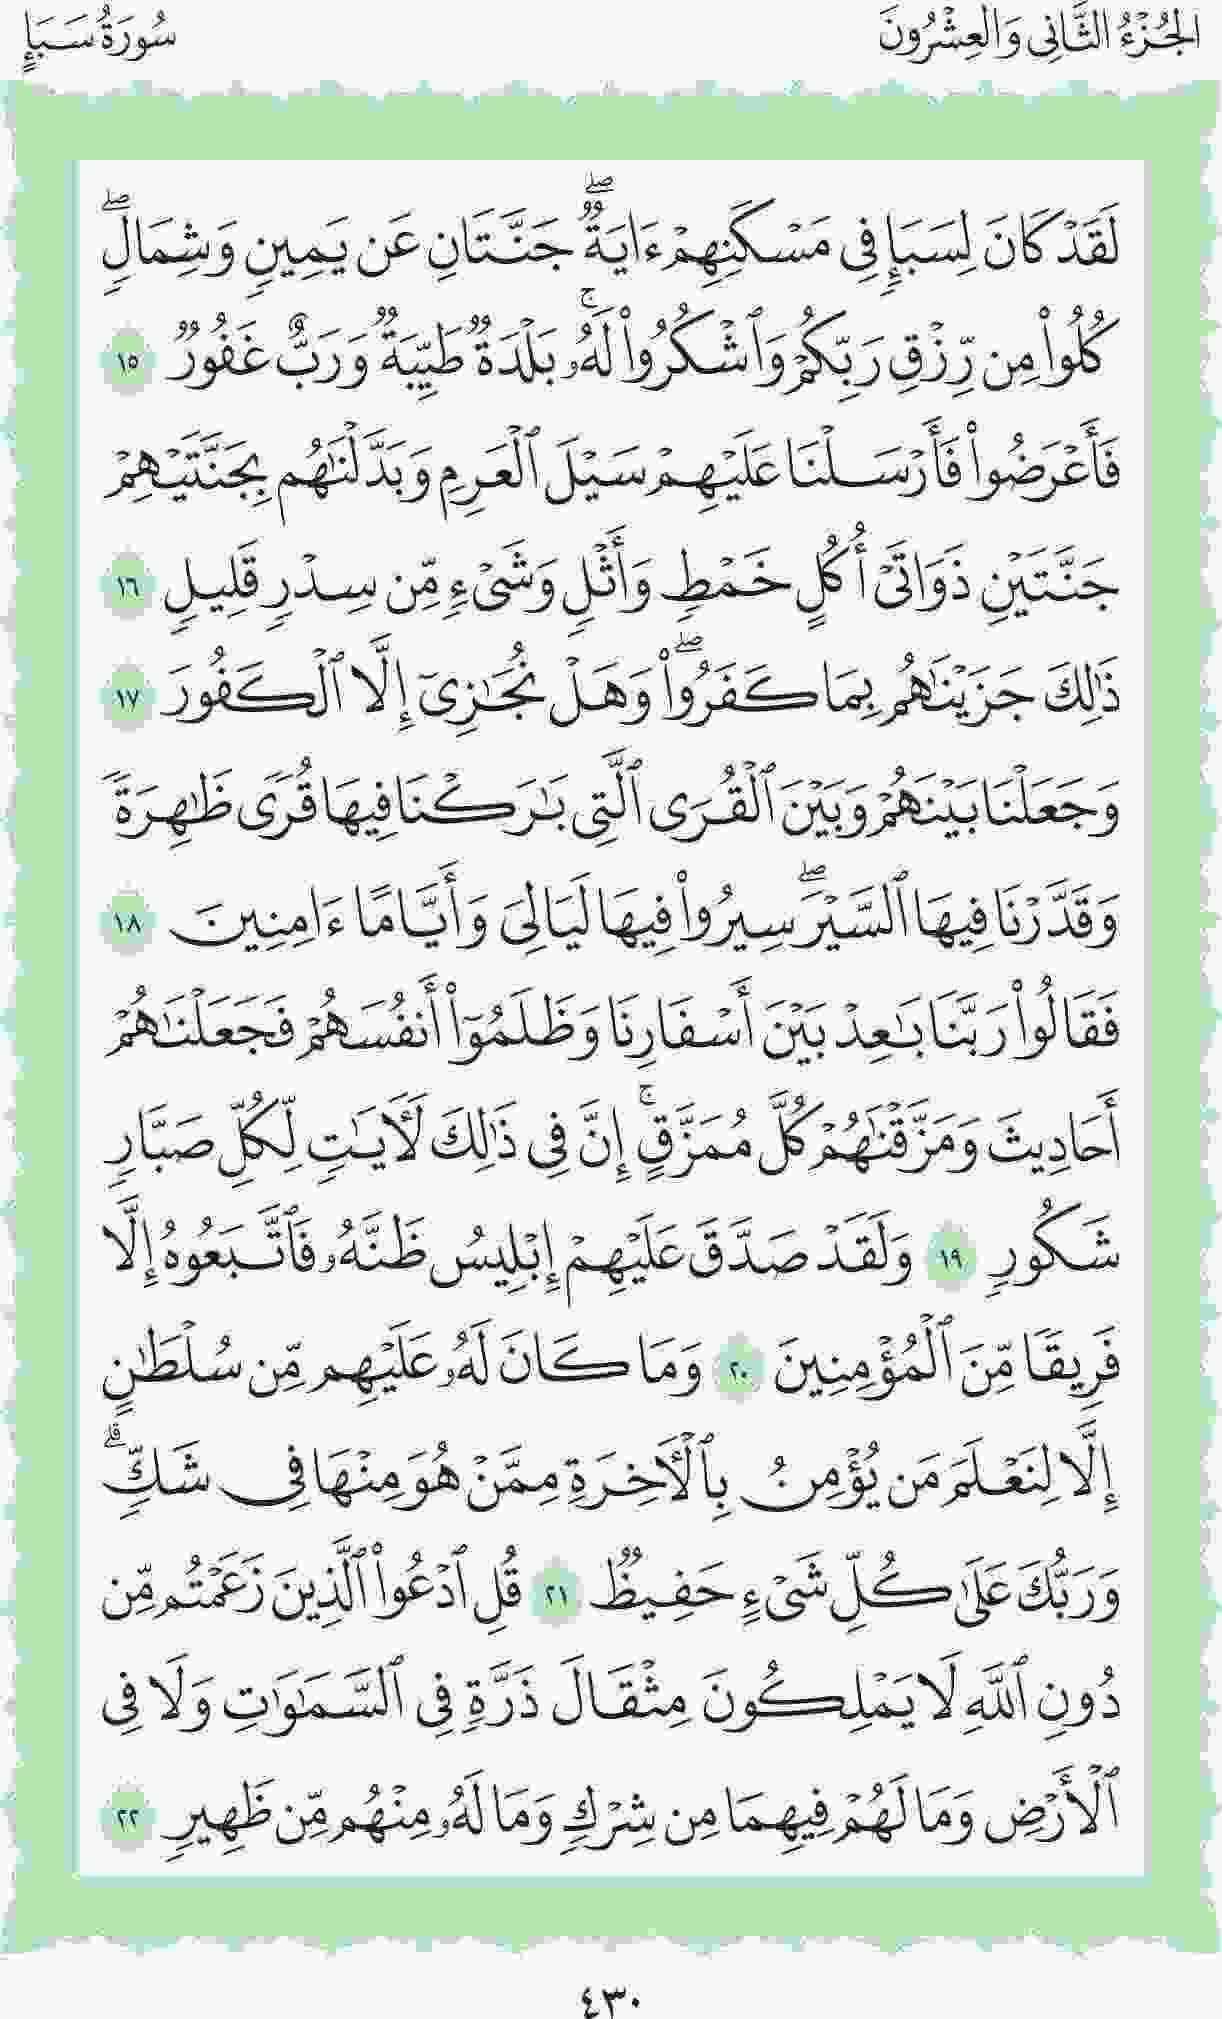 الجُزْءُ الثَّانِي وَالْعِشْرُونَ
سُورَةُ سَبَإٍ
لَقَدْ كَانَ لِسَبَإٖ فِي مَسْكَنِهِمْ ءَايَةٞۖ جَنَّتَانِ عَن يَمِينٖ وَشِمَالٖۖ
كُلُواْ مِن رِّزْقِ رَبِّكُمْ وَٱشْكُرُواْ لَهُۥۚ بَلْدَةٞ طَيِّبَةٞ وَرَبٌّ غَفُورٞ ١٥
فَأَعْرَضُواْ فَأَرْسَلْنَا عَلَيْهِمْ سَيْلَ ٱلْعَرِمِ وَبَدَّلْنَٰهُم بِجَنَّتَيْهِمْ
جَنَّتَيْنِ ذَوَاتَيْ أُكُلٍ خَمْطٖ وَأَثْلٖ وَشَيْءٖ مِّن سِدْرٖ قَلِيلٖ ١٦
ذَٰلِكَ جَزَيْنَٰهُم بِمَا كَفَرُواْۖ وَهَلْ نُجَٰزِيٓ إِلَّا ٱلْكَفُورَ ١٧
وَجَعَلْنَا بَيْنَهُمْ وَبَيْنَ ٱلْقُرَى ٱلَّتِي بَٰرَكْنَا فِيهَا قُرٗى ظَٰهِرَةٗ
وَقَدَّرْنَا فِيهَا ٱلسَّيْرَۖ سِيرُواْ فِيهَا لَيَالِيَ وَأَيَّامًا ءَامِنِينَ ١٨
فَقَالُواْ رَبَّنَا بَٰعِدْ بَيْنَ أَسْفَارِنَا وَظَلَمُوٓاْ أَنفُسَهُمْ فَجَعَلْنَٰهُمْ
أَحَادِيثَ وَمَزَّقْنَٰهُمْ كُلَّ مُمَزَّقٍۚ إِنَّ فِي ذَٰلِكَ لَأٓيَٰتٖ لِّكُلِّ صَبَّارٖ
شَكُورٖ ١٩ وَلَقَدْ صَدَّقَ عَلَيْهِمْ إِبْلِيسُ ظَنَّهُۥ فَٱتَّبَعُوهُ إِلَّا
فَرِيقٗا مِّنَ ٱلْمُؤْمِنِينَ ٢٠ وَمَا كَانَ لَهُۥ عَلَيْهِم مِّن سُلْطَٰنٍ
إِلَّا لِنَعْلَمَ مَن يُؤْمِنُ بِٱلْأٓخِرَةِ مِمَّنْ هُوَ مِنْهَا فِي شَكّٖۗ
وَرَبُّكَ عَلَىٰ كُلِّ شَيْءٍ حَفِيظٞ ٢١ قُلِ ٱدْعُواْ ٱلَّذِينَ زَعَمْتُم مِّن
دُونِ ٱللَّهِ لَا يَمْلِكُونَ مِثْقَالَ ذَرَّةٖ فِي ٱلسَّمَٰوَٰتِ وَلَا فِي
ٱلْأَرْضِ وَمَا لَهُمْ فِيهِمَا مِن شِرْكٖ وَمَا لَهُۥ مِنْهُم مِّن ظَهِيرٖ ٢٢
٤٣٠